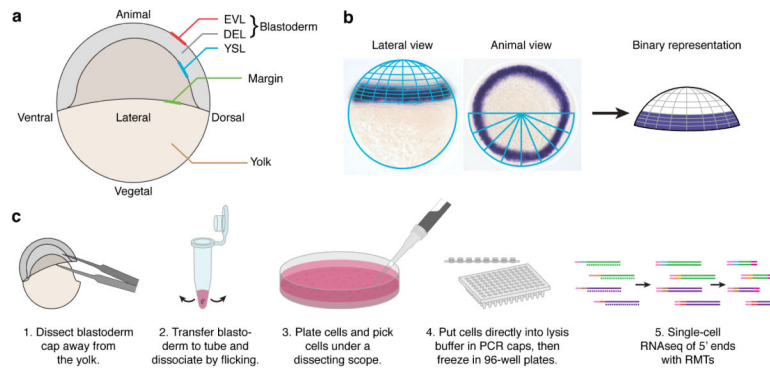 a
Animal
EVL
DEL
Blastoderm
YSL
Margin
Ventral
Lateral
Dorsal
Yolk
Vegetal
b
Lateral view
Animal view
Binary representation
c
1. Dissect blastoderm
cap away from
the yolk.
2. Transfer blasto-
derm to tube and
dissociate by flicking.
3. Plate cells and pick
cells under a
dissecting scope.
4. Put cells directly into lysis
buffer in PCR caps, then
freeze in 96-well plates.
5. Single-cell
RNAseq of 5' ends
with RMTs